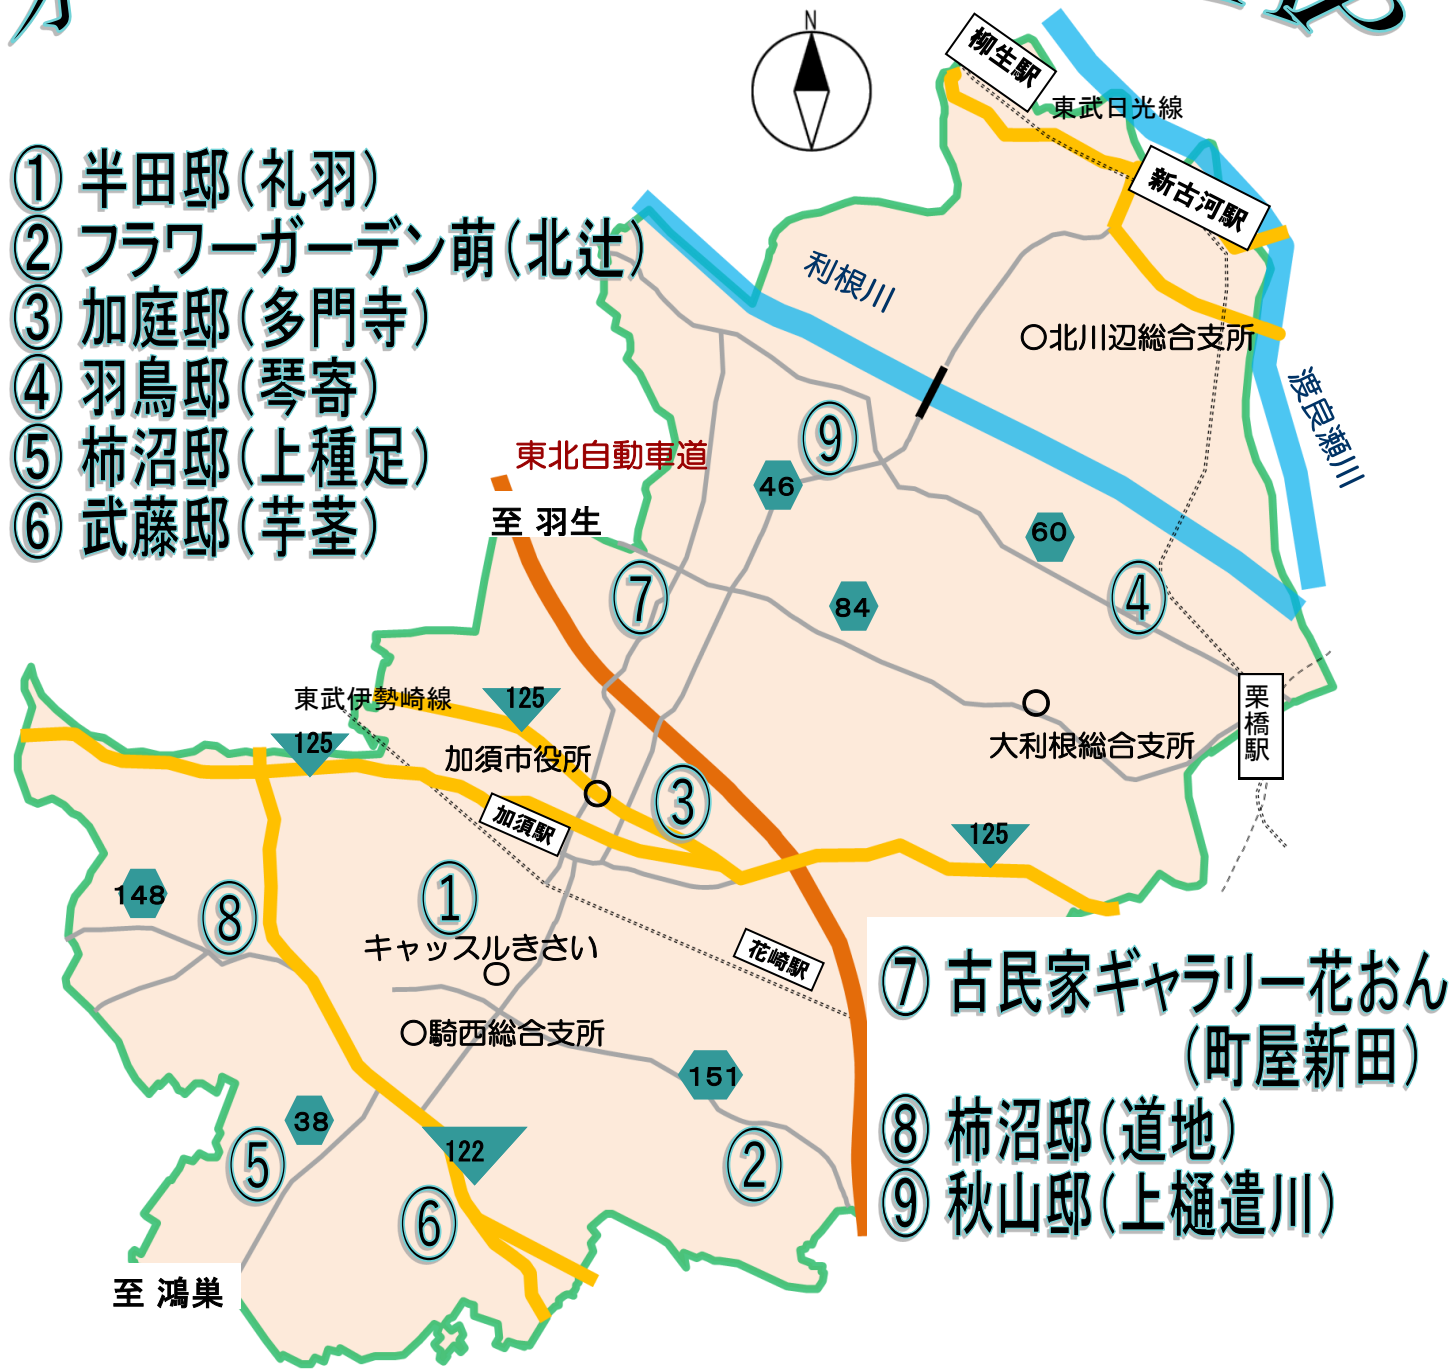 N
柳生駅
東武日光線
① 半田邸(礼羽)
② フラワーガーデン萌(北辻)
③ 加庭邸(多門寺)
④ 羽鳥邸(琴寄)
⑤ 柿沼邸(上種足)
⑥ 武藤邸(芋茎)
新古河駅
利根川
○北川辺総合支所
渡良瀬川
⑨
東北自動車道
46
至 羽生
60
⑦
84
④
東武伊勢崎線
125
125
加須市役所
大利根総合支所
栗橋駅
③
加須駅
125
148
⑧
①
キャッスルきさい
花崎駅
○騎西総合支所
151
38
122
⑤
②
⑥
至 鴻巣
⑦ 古民家ギャラリー花おん
(町屋新田)
⑧ 柿沼邸(道地)
⑨ 秋山邸(上樋遣川)